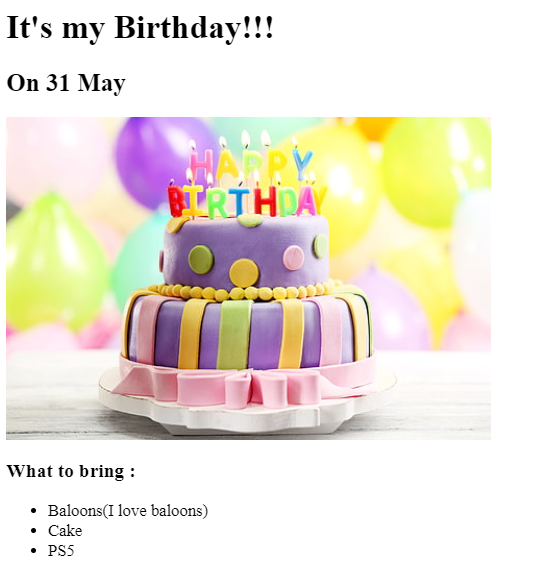 It's my Birthday!!!
On 31 May
HAPPY
BIRTHDAY
What to bring :
Baloons(I love baloons)
Cake
PS5